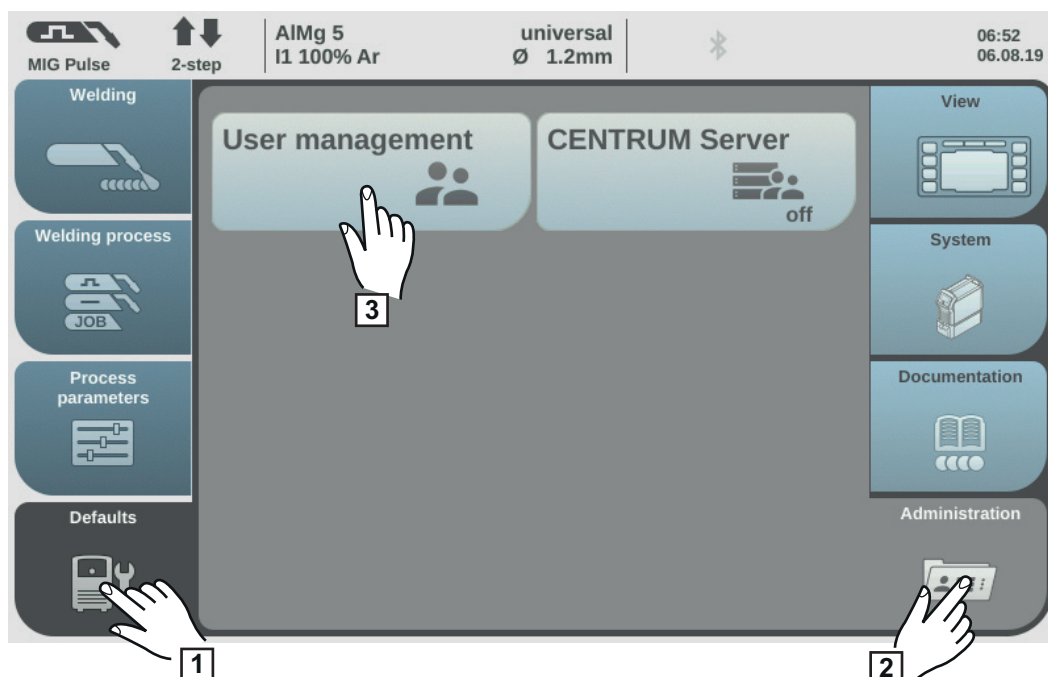 MIG Pulse
2-step
AlMg 5
I1 100% Ar
universal
Ø 1.2mm
06:52
06.08.19
Welding
Welding process
JOB
Process
parameters
Defaults
User management
CENTRUM Server
off
View
System
Documentation
Administration
1
2
3